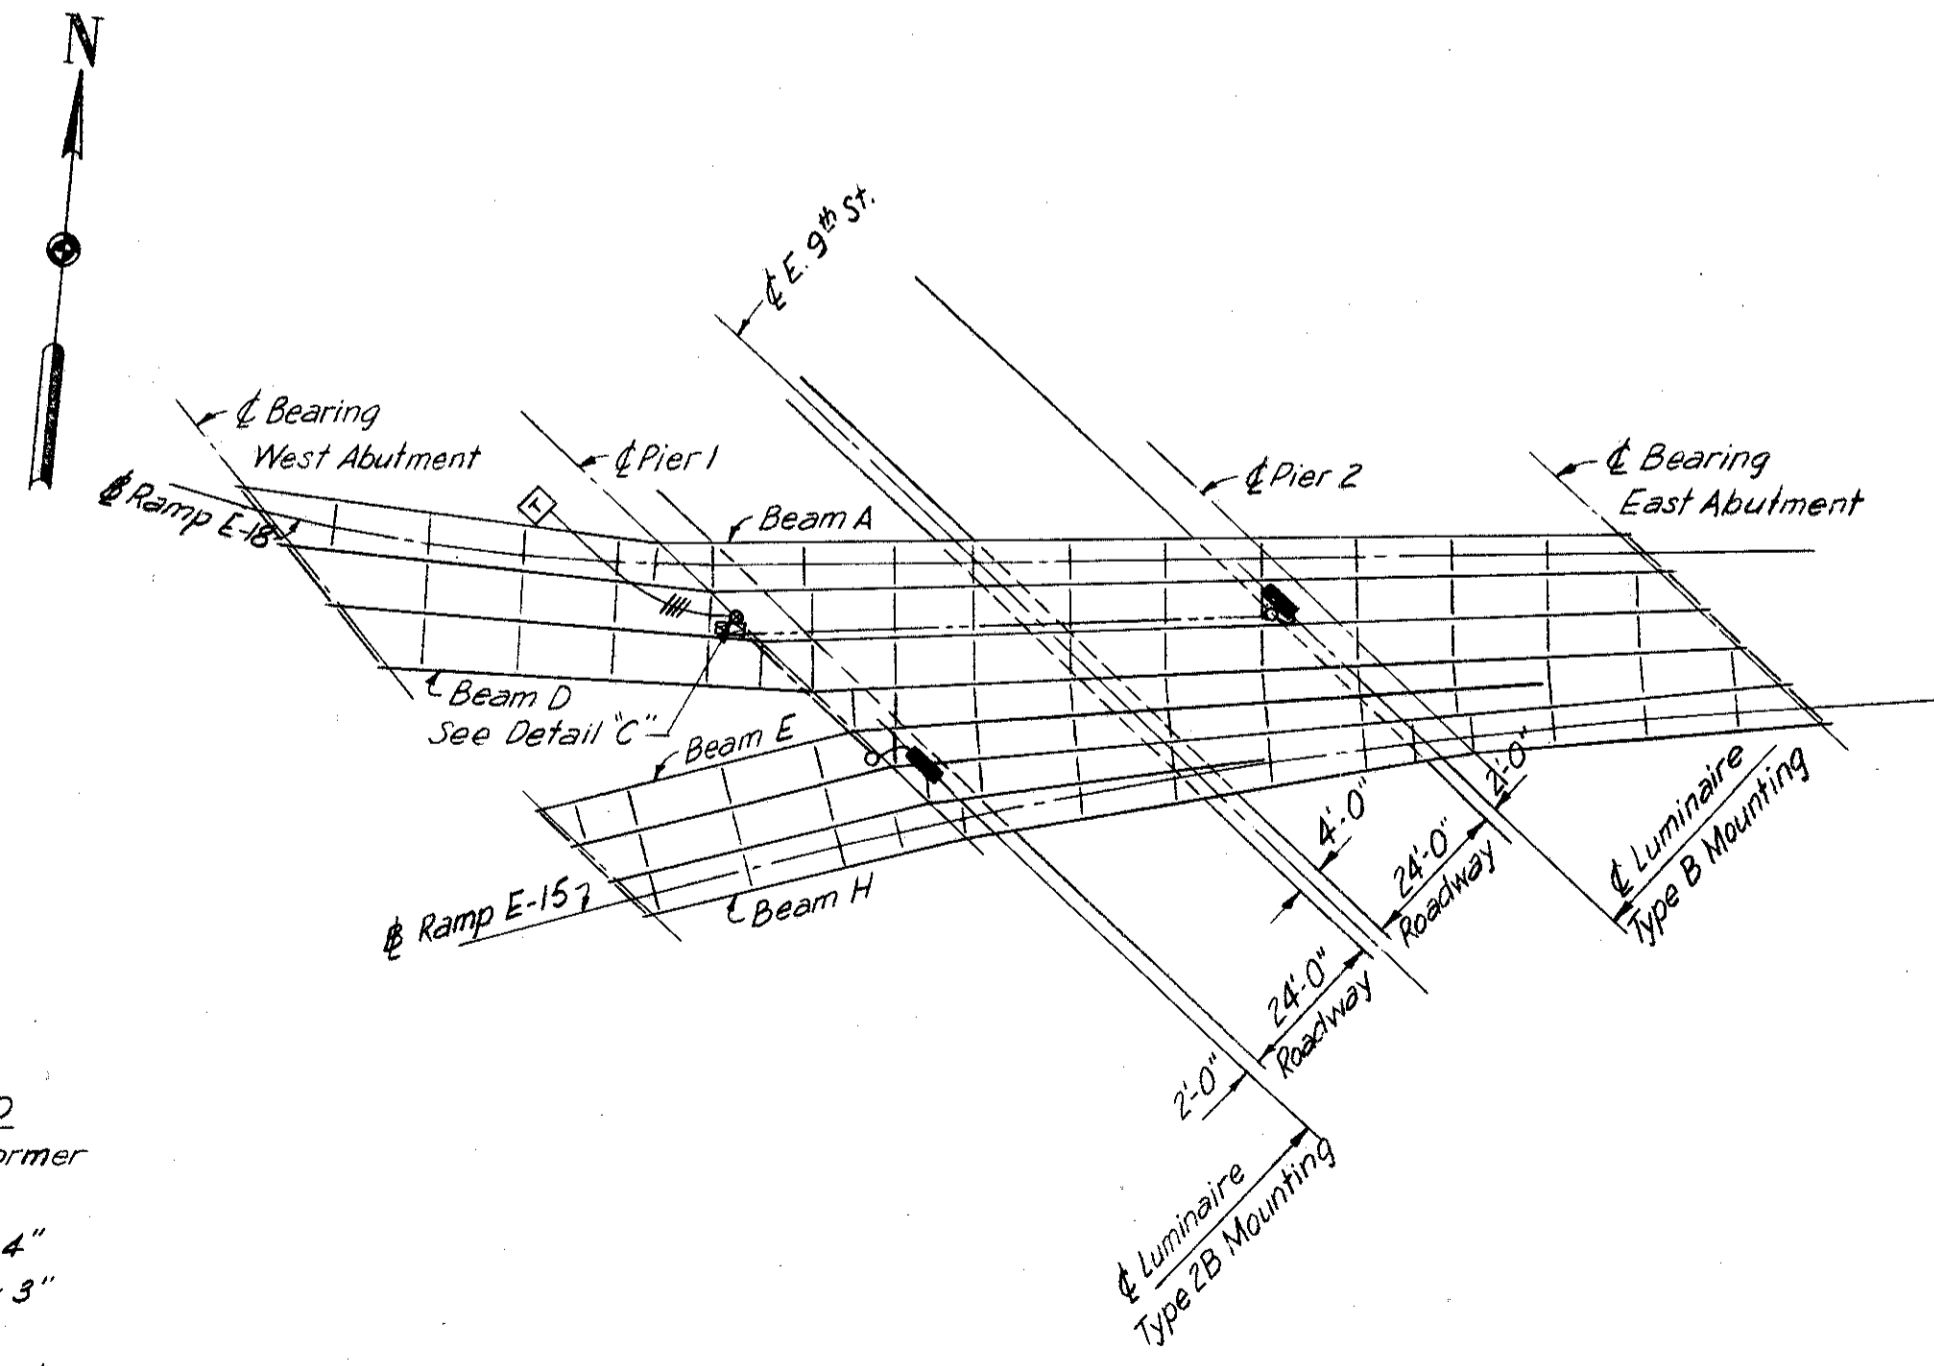 N
℄ E. 9th St.
℄ Bearing
West Abutment
℄ Pier 1
℄ Pier 2
℄ Bearing
East Abutment
Ramp E-18
T
Beam A
Beam D
See Detail "C"
Beam E
Ramp E-15
Beam H
2'-0"
4'-0"
24'-0"
Roadway
℄ Luminaire
Type B Mounting
24'-0"
Roadway
2'-0"
℄ Luminaire
Type 2B Mounting
ormer
4"
3"